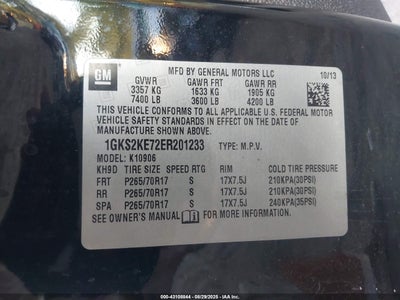 GM
MFD BY GENERAL MOTORS LLC 10/13
GVWR GAWR FRT GAWR RR
3357 KG 1633 KG 1905 KG
7400 LB 3600 LB 4200 LB
THIS VEHICLE CONFORMS TO ALL APPLICABLE U.S. FEDERAL
MOTOR VEHICLE SAFETY STANDARDS IN EFFECT ON THE DATE OF
MANUFACTURE SHOWN ABOVE.
1GKS2KE72ER201233 TYPE: M.P.V.
MODEL: K10906
KH9D TIRE SIZE SPEED RTG RIM COLD TIRE PRESSURE
FRT P265/70R17 S 17X7.5J 210KPA(30PSI)
RR P265/70R17 S 17X7.5J 210KPA(30PSI)
SPA P265/70R17 S 17X7.5J 240KPA(35PSI)
SEE OWNER'S MANUAL FOR MORE INFORMATION.
ID: 43108044 - IAA - 08/29/2025